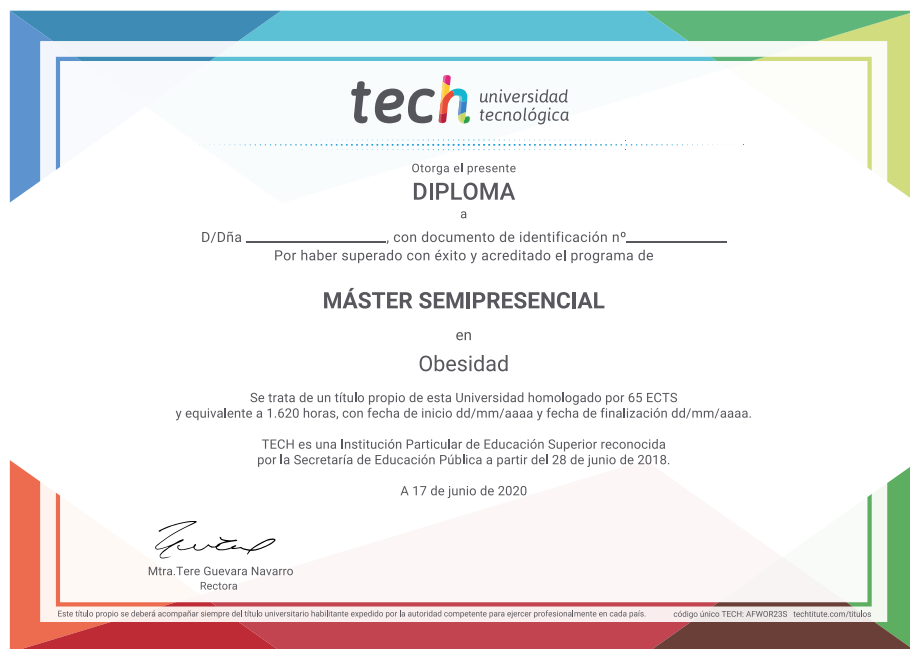 tech universidad
tecnológica
Otorga el presente
DIPLOMA
a
D/Dña ______________, con documento de identificación nº__________
Por haber superado con éxito y acreditado el programa de
MÁSTER SEMIPRESENCIAL
en
Obesidad
Se trata de un título propio de esta Universidad homologado por 65 ECTS
y equivalente a 1.620 horas, con fecha de inicio dd/mm/aaaa y fecha de finalización dd/mm/aaaa.
TECH es una Institución Particular de Educación Superior reconocida
por la Secretaría de Educación Pública a partir del 28 de junio de 2018.
A 17 de junio de 2020
Mtra.Tere Guevara Navarro
Rectora
Este título propio se deberá acompañar siempre del título universitario habilitante expedido por la autoridad competente para ejercer profesionalmente en cada país. código único TECH: AFWOR23S techtitute.com/titulos